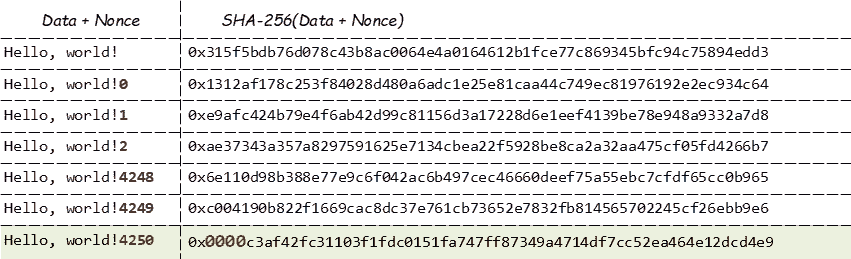 Data + Nonce SHA-256(Data + Nonce)
Hello, world! 0x315f5bdb76d078c43b8ac0064e4a0164612b1fce77c869345bfc94c75894edd3
Hello, world!0 0x1312af178c253f84028d480a6adc1e25e81caa44c749ec81976192e2ec934c64
Hello, world!1 0xe9afc424b79e4f6ab42d99c81156d3a17228d6e1eef4139be78e948a9332a7d8
Hello, world!2 0xae37343a357a8297591625e7134cbea22f5928be8ca2a32aa475cf05fd4266b7
Hello, world!4248 0x6e110d98b388e77e9c6f042ac6b497cec46660deef75a55ebc7cfdf65cc0b965
Hello, world!4249 0xc004190b822f1669cac8dc37e761cb73652e7832fb814565702245cf26ebb9e6
Hello, world!4250 0x0000c3af42fc31103f1fdc0151fa747ff87349a4714df7cc52ea464e12dcd4e9